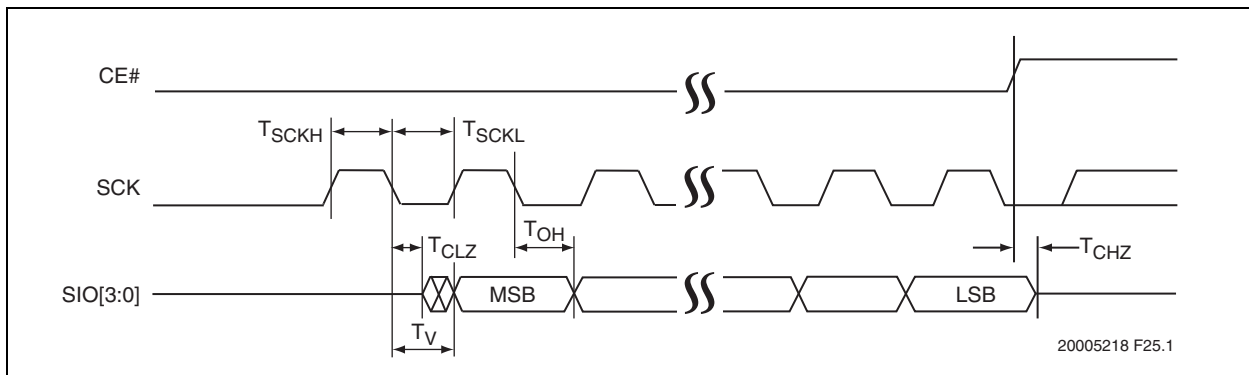 CE#
TSCKH
TSCKL
SCK
TOH
TCLZ
TCHZ
SIO[3:0]
MSB
LSB
TV
20005218 F25.1